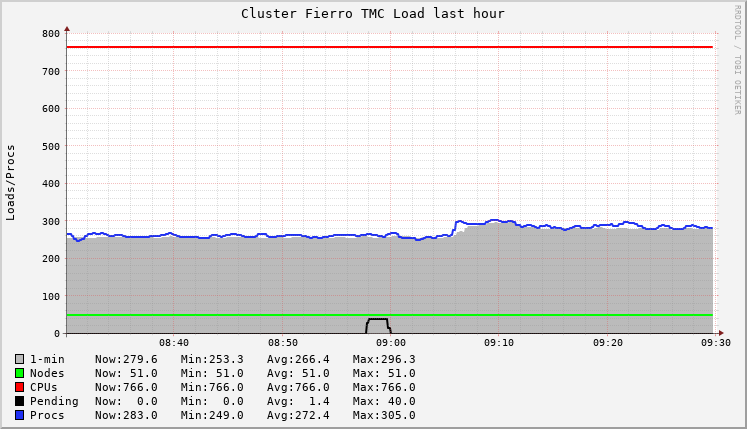 Cluster Fierro TMC Load last hour
RRDTOOL / TOBI OETIKER
Loads/Procs
800
700
600
500
400
300
200
100
0
08:40 08:50 09:00 09:10 09:20 09:30
1-min Now:279.6 Min:253.3 Avg:266.4 Max:296.3
Nodes Now: 51.0 Min: 51.0 Avg: 51.0 Max: 51.0
CPUs Now:766.0 Min:766.0 Avg:766.0 Max:766.0
Pending Now: 0.0 Min: 0.0 Avg: 1.4 Max: 40.0
Procs Now:283.0 Min:249.0 Avg:272.4 Max:305.0